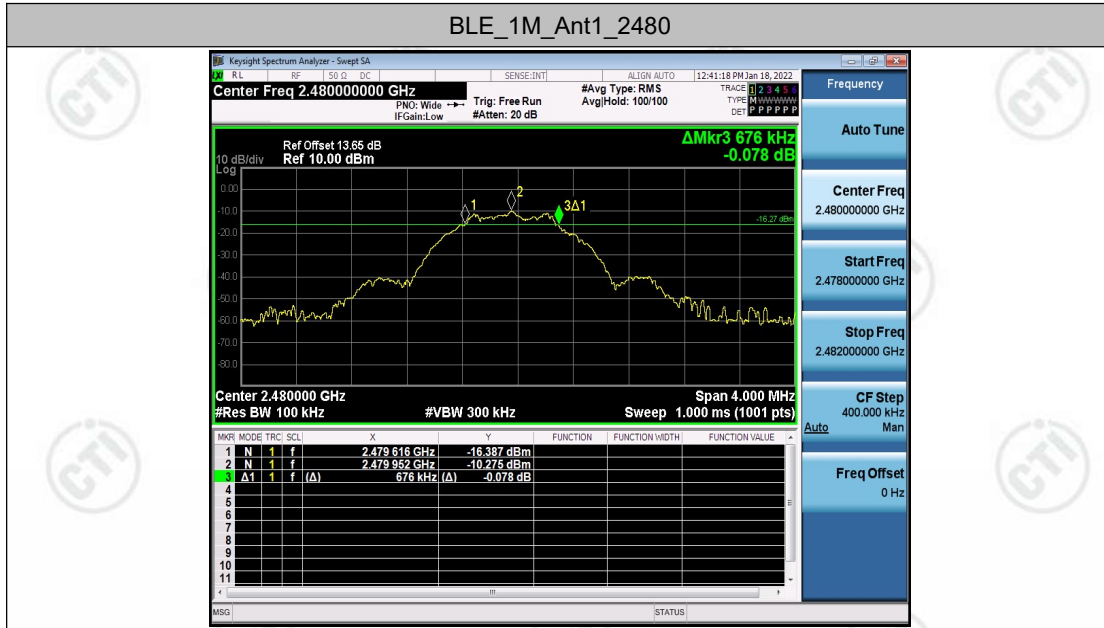 BLE_1M_Ant1_2480
Keysight Spectrum Analyzer - Swept SA
RL RF 50 Ω DC SENSE:INT ALIGN AUTO 12:41:18 PM Jan 18, 2022
Center Freq 2.480000000 GHz #Avg Type: RMS TRACE 1 2 3 4 5 6
PNO: Wide Trig: Free Run Avg|Hold: 100/100 TYPE M WWWWW
IFGain:Low #Atten: 20 dB DET P P P P P P
ΔMkr3 676 kHz
-0.078 dB
Ref Offset 13.65 dB
10 dB/div Ref 10.00 dBm
Log
0.00
-10.0
-20.0
-30.0
-40.0
-50.0
-60.0
-70.0
-80.0
1
2
3Δ1
-16.27 dBm
Center 2.480000 GHz Span 4.000 MHz
#Res BW 100 kHz #VBW 300 kHz Sweep 1.000 ms (1001 pts)
MKR MODE TRC SCL X Y FUNCTION FUNCTION WIDTH FUNCTION VALUE
1 N 1 f 2.479 616 GHz -16.387 dBm
2 N 1 f 2.479 952 GHz -10.275 dBm
3 Δ1 1 f (Δ) 676 kHz (Δ) -0.078 dB
4
5
6
7
8
9
10
11
MSG STATUS
Frequency
Auto Tune
Center Freq
2.480000000 GHz
Start Freq
2.478000000 GHz
Stop Freq
2.482000000 GHz
CF Step
400.000 kHz
Auto Man
Freq Offset
0 Hz
CTI
CTI
CTI
CTI